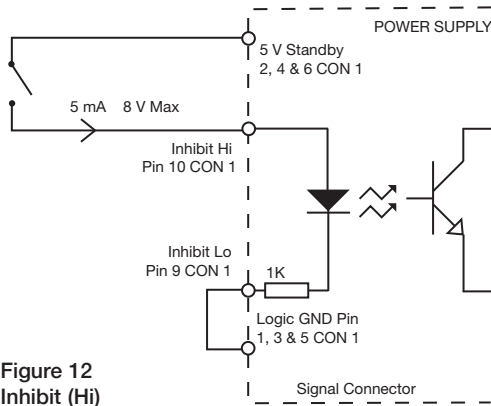 POWER SUPPLY
5 V Standby
2, 4 & 6 CON 1
5 mA 8 V Max
Inhibit Hi
Pin 10 CON 1
Inhibit Lo
Pin 9 CON 1
1K
Logic GND Pin
1, 3 & 5 CON 1
Figure 12
Inhibit (Hi)
Signal Connector